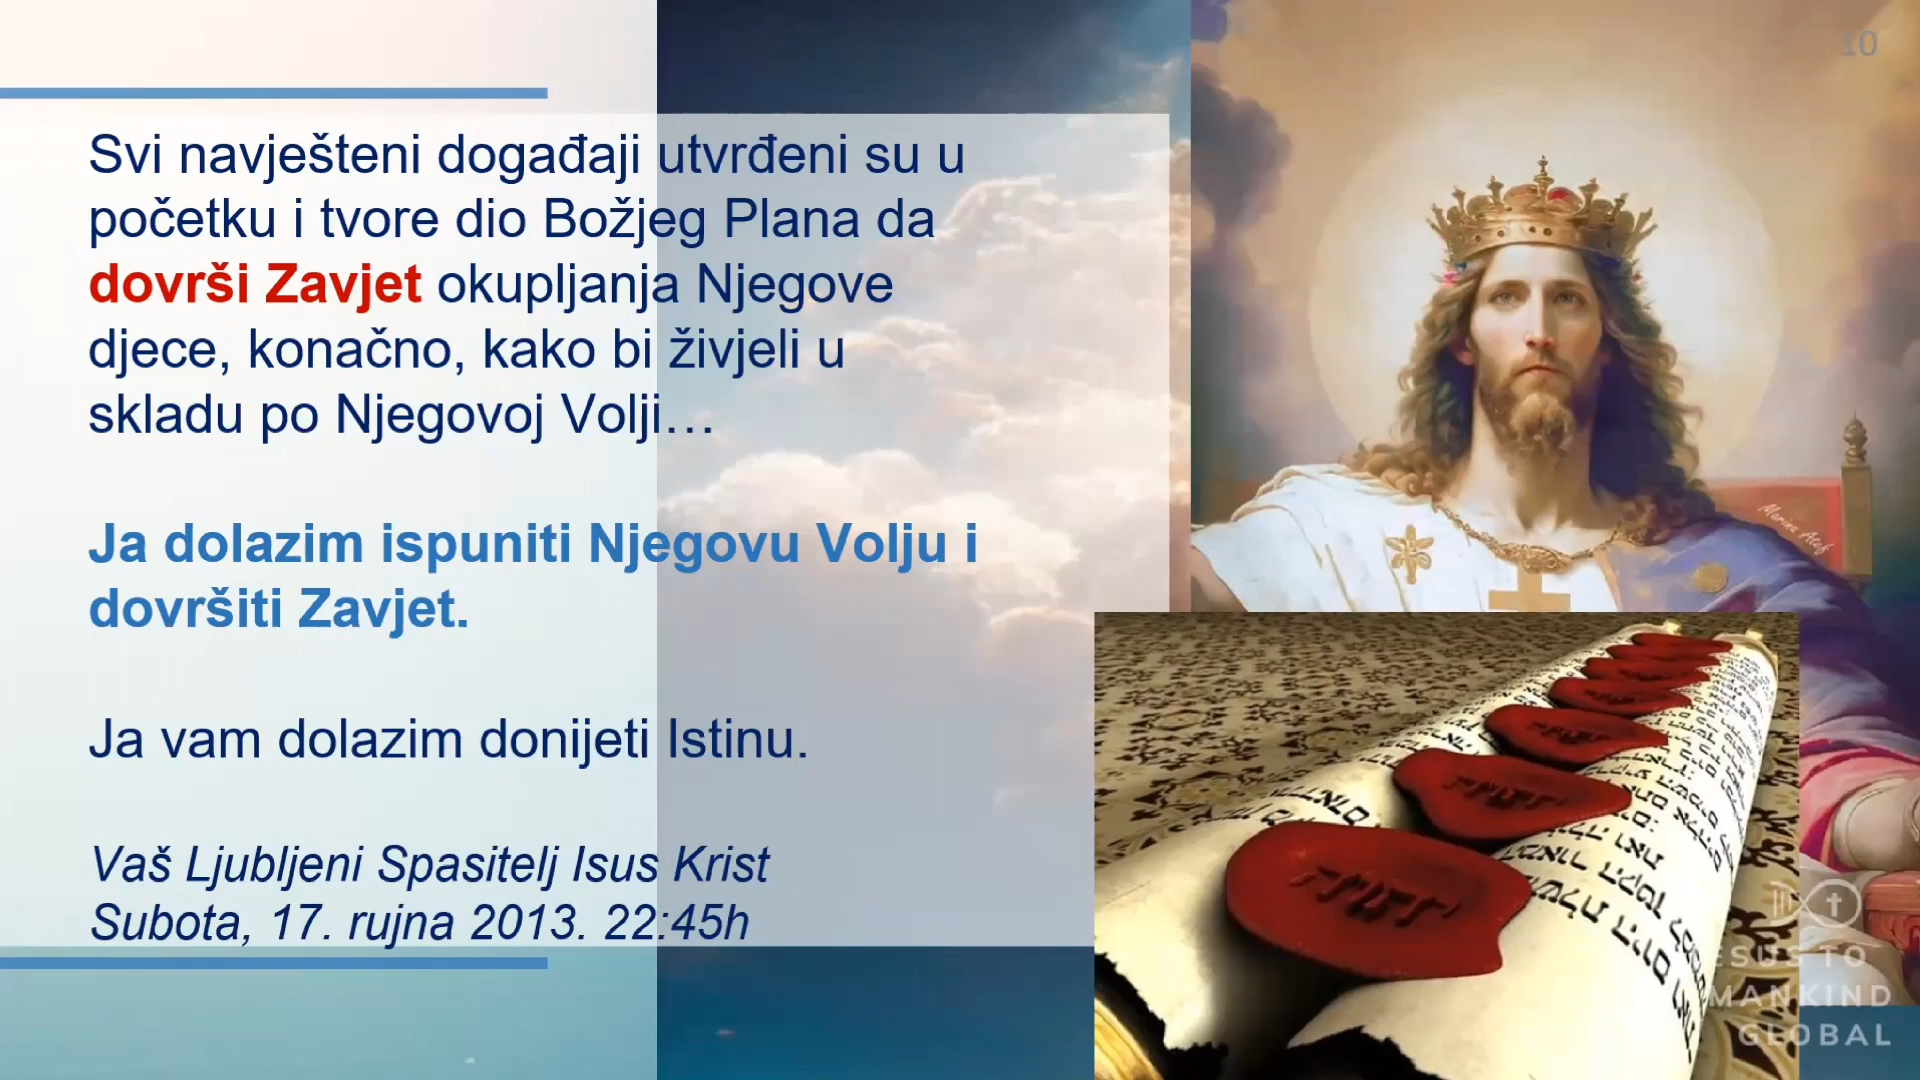 10
Svi navješteni događaji utvrđeni su u
početku i tvore dio Božjeg Plana da
dovrši Zavjet okupljanja Njegove
djece, konačno, kako bi živjeli u
skladu po Njegovoj Volji…
Ja dolazim ispuniti Njegovu Volju i
dovršiti Zavjet.
Ja vam dolazim donijeti Istinu.
Vaš Ljubljeni Spasitelj Isus Krist
Subota, 17. rujna 2013. 22:45h
TO
MANKIND
GLOBAL